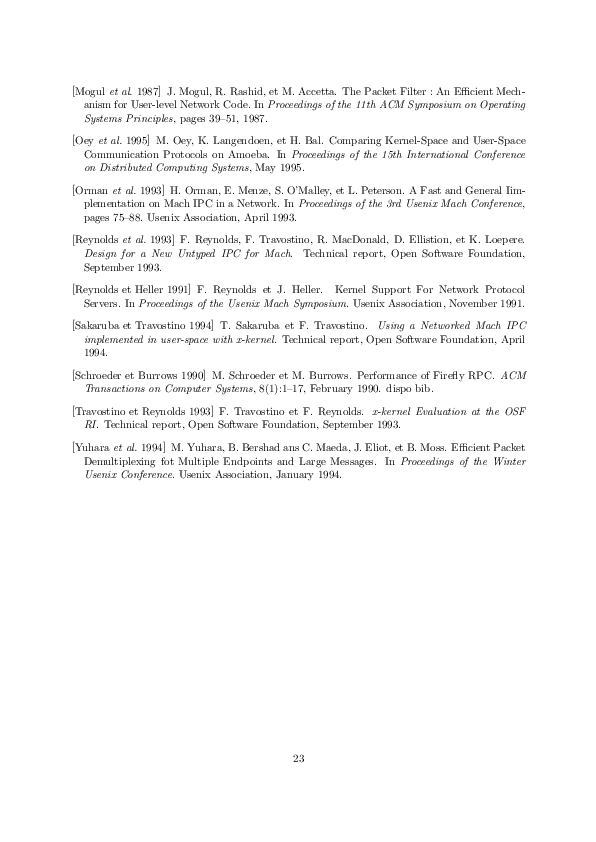 [Mogul et al. 1987] J. Mogul, R. Rashid, et M. Accetta. The Packet Filter : An Efficient Mech-
anism for User-level Network Code. In Proceedings of the 11th ACM Symposium on Operating
Systems Principles, pages 39–51, 1987.
[Oey et al. 1995] M. Oey, K. Langendoen, et H. Bal. Comparing Kernel-Space and User-Space
Communication Protocols on Amoeba. In Proceedings of the 15th International Conference
on Distributed Computing Systems, May 1995.
[Orman et al. 1993] H. Orman, E. Menze, S. O'Malley, et L. Peterson. A Fast and General Iim-
plementation on Mach IPC in a Network. In Proceedings of the 3rd Usenix Mach Conference,
pages 75–88. Usenix Association, April 1993.
[Reynolds et al. 1993] F. Reynolds, F. Travostino, R. MacDonald, D. Ellistion, et K. Loepere.
Design for a New Untyped IPC for Mach. Technical report, Open Software Foundation,
September 1993.
[Reynolds et Heller 1991] F. Reynolds et J. Heller. Kernel Support For Network Protocol
Servers. In Proceedings of the Usenix Mach Symposium. Usenix Association, November 1991.
[Sakaruba et Travostino 1994] T. Sakaruba et F. Travostino. Using a Networked Mach IPC
implemented in user-space with x-kernel. Technical report, Open Software Foundation, April
1994.
[Schroeder et Burrows 1990] M. Schroeder et M. Burrows. Performance of Firefly RPC. ACM
Transactions on Computer Systems, 8(1):1–17, February 1990. dispo bib.
[Travostino et Reynolds 1993] F. Travostino et F. Reynolds. x-kernel Evaluation at the OSF
RI. Technical report, Open Software Foundation, September 1993.
[Yuhara et al. 1994] M. Yuhara, B. Bershad ans C. Maeda, J. Eliot, et B. Moss. Efficient Packet
Demultiplexing fot Multiple Endpoints and Large Messages. In Proceedings of the Winter
Usenix Conference. Usenix Association, January 1994.
23